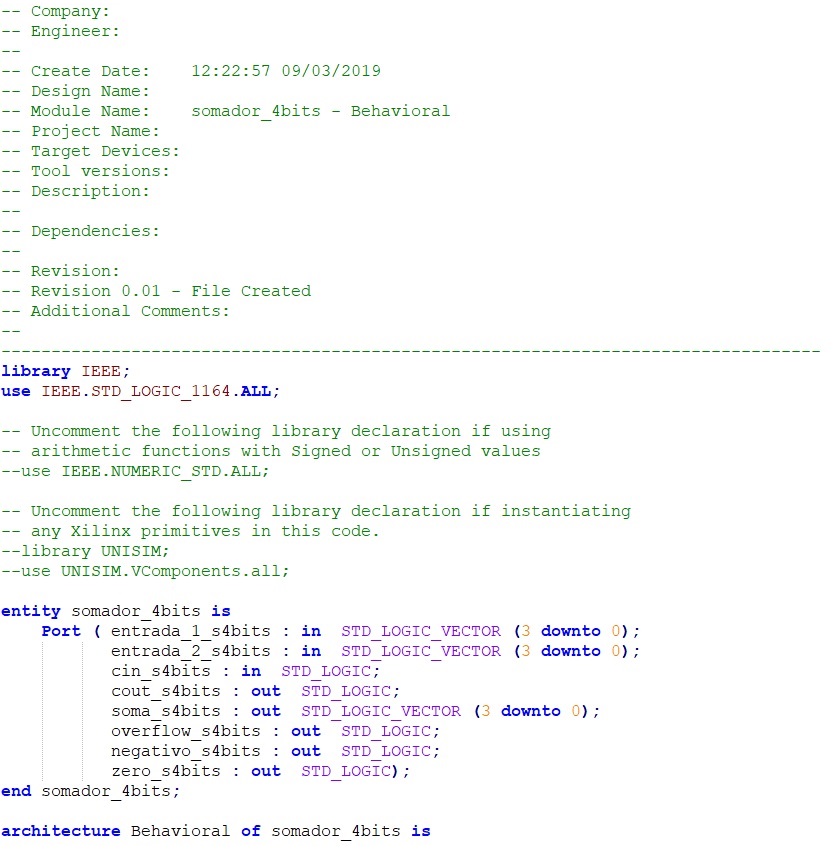 -- Company:
-- Engineer:
--
-- Create Date:    12:22:57 09/03/2019
-- Design Name:
-- Module Name:    somador_4bits - Behavioral
-- Project Name:
-- Target Devices:
-- Tool versions:
-- Description:
--
-- Dependencies:
--
-- Revision:
-- Revision 0.01 - File Created
-- Additional Comments:
--
----------------------------------------------------------------------------------
library IEEE;
use IEEE.STD_LOGIC_1164.ALL;

-- Uncomment the following library declaration if using
-- arithmetic functions with Signed or Unsigned values
--use IEEE.NUMERIC_STD.ALL;

-- Uncomment the following library declaration if instantiating
-- any Xilinx primitives in this code.
--library UNISIM;
--use UNISIM.VComponents.all;

entity somador_4bits is
    Port ( entrada_1_s4bits : in  STD_LOGIC_VECTOR (3 downto 0);
           entrada_2_s4bits : in  STD_LOGIC_VECTOR (3 downto 0);
           cin_s4bits : in  STD_LOGIC;
           cout_s4bits : out  STD_LOGIC;
           soma_s4bits : out  STD_LOGIC_VECTOR (3 downto 0);
           overflow_s4bits : out  STD_LOGIC;
           negativo_s4bits : out  STD_LOGIC;
           zero_s4bits : out  STD_LOGIC);
end somador_4bits;

architecture Behavioral of somador_4bits is